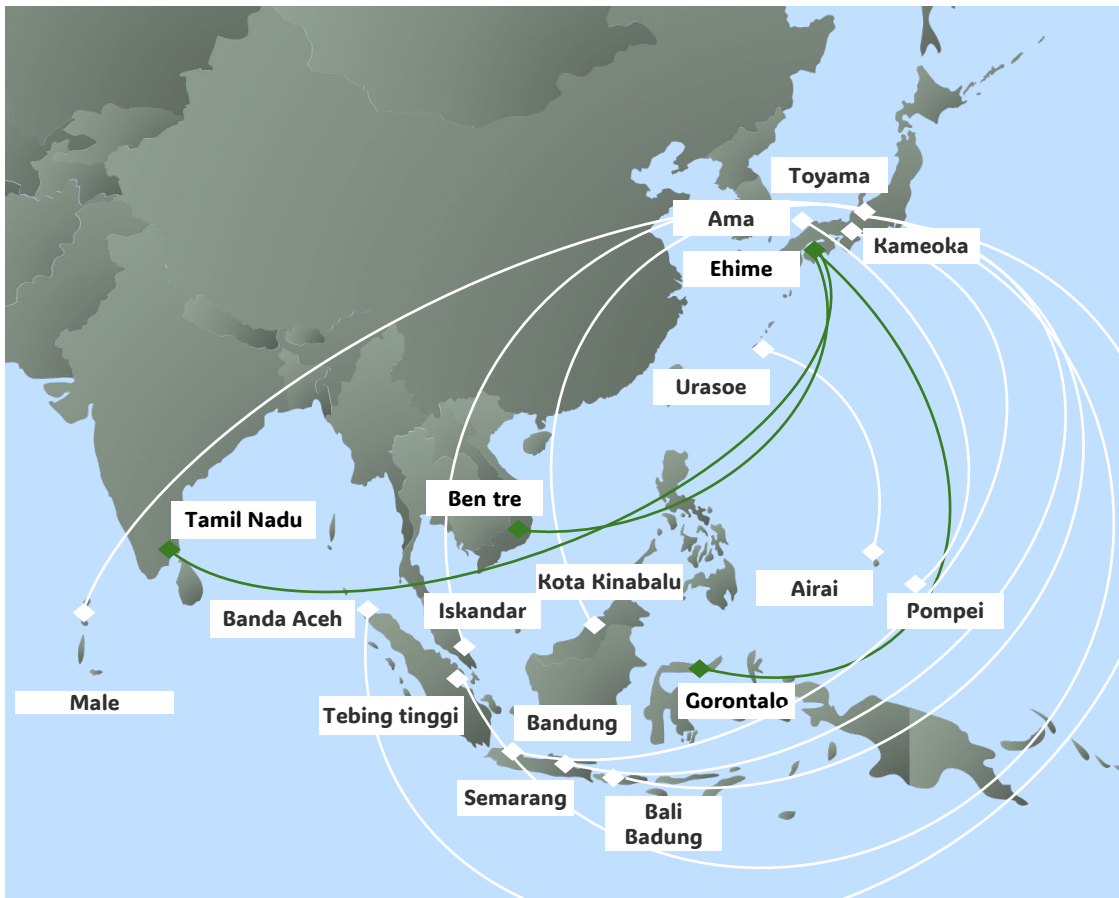 Toyama
Ama
Kameoka
Ehime
Urasoe
Ben tre
Tamil Nadu
Kota Kinabalu
Airai
Pompei
Banda Aceh
Iskandar
Male
Tebing tinggi
Bandung
Gorontalo
Semarang
Bali
Badung